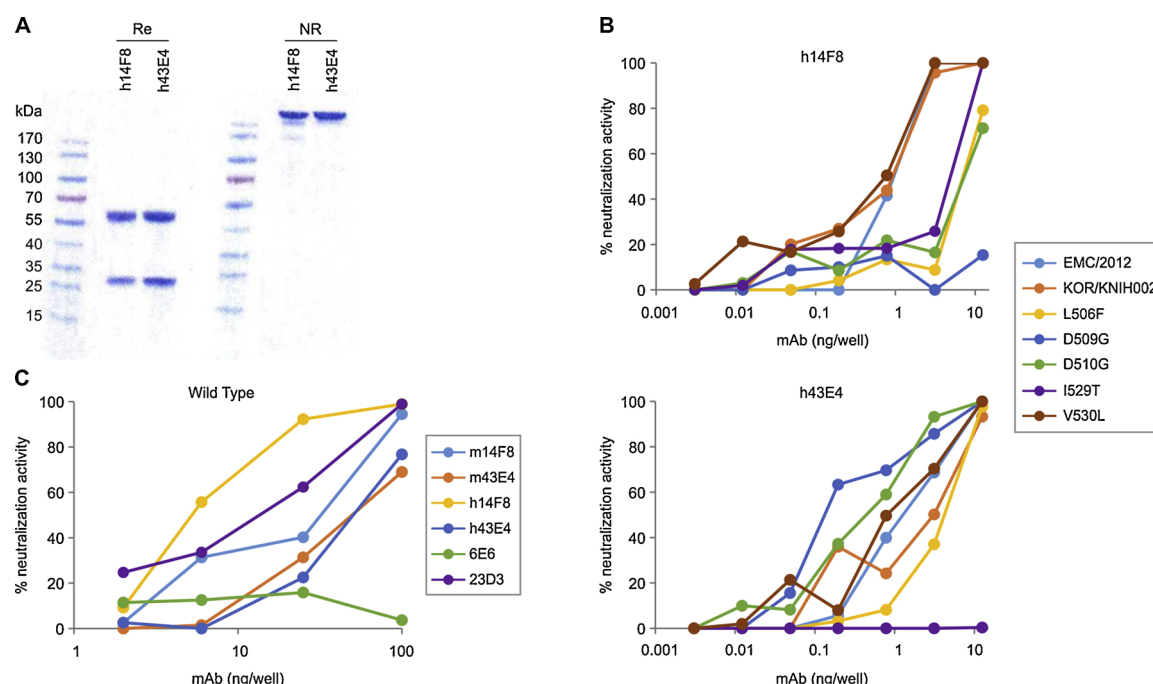 A
Re
NR
h14F8
h43E4
h14F8
h43E4
kDa
170
130
100
70
55
40
35
25
15
B
h14F8
% neutralization activity
100
80
60
40
20
0
0.001
0.01
0.1
1
10
mAb (ng/well)
EMC/2012
KOR/KNIH002
L506F
D509G
D510G
I529T
V530L
h43E4
% neutralization activity
100
80
60
40
20
0
0.001
0.01
0.1
1
10
mAb (ng/well)
C
Wild Type
% neutralization activity
100
80
60
40
20
0
1
10
100
mAb (ng/well)
m14F8
m43E4
h14F8
h43E4
6E6
23D3